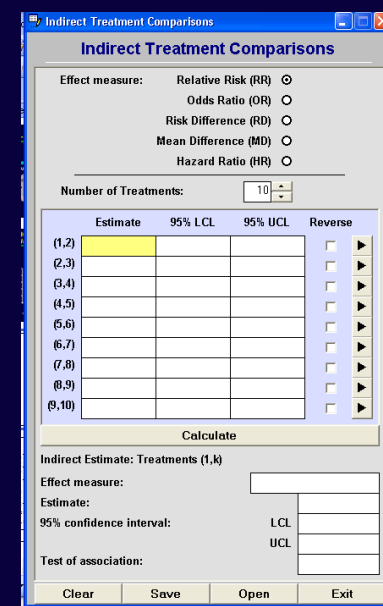 Indirect Treatment Comparisons
Indirect Treatment Comparisons
Effect measure: Relative Risk (RR)
Odds Ratio (OR)
Risk Difference (RD)
Mean Difference (MD)
Hazard Ratio (HR)
Number of Treatments: 10
Estimate 95% LCL 95% UCL Reverse
(1,2)
(2,3)
(3,4)
(4,5)
(5,6)
(6,7)
(7,8)
(8,9)
(9,10)
Calculate
Indirect Estimate: Treatments (1,k)
Effect measure:
Estimate:
95% confidence interval: LCL
UCL
Test of association:
Clear Save Open Exit